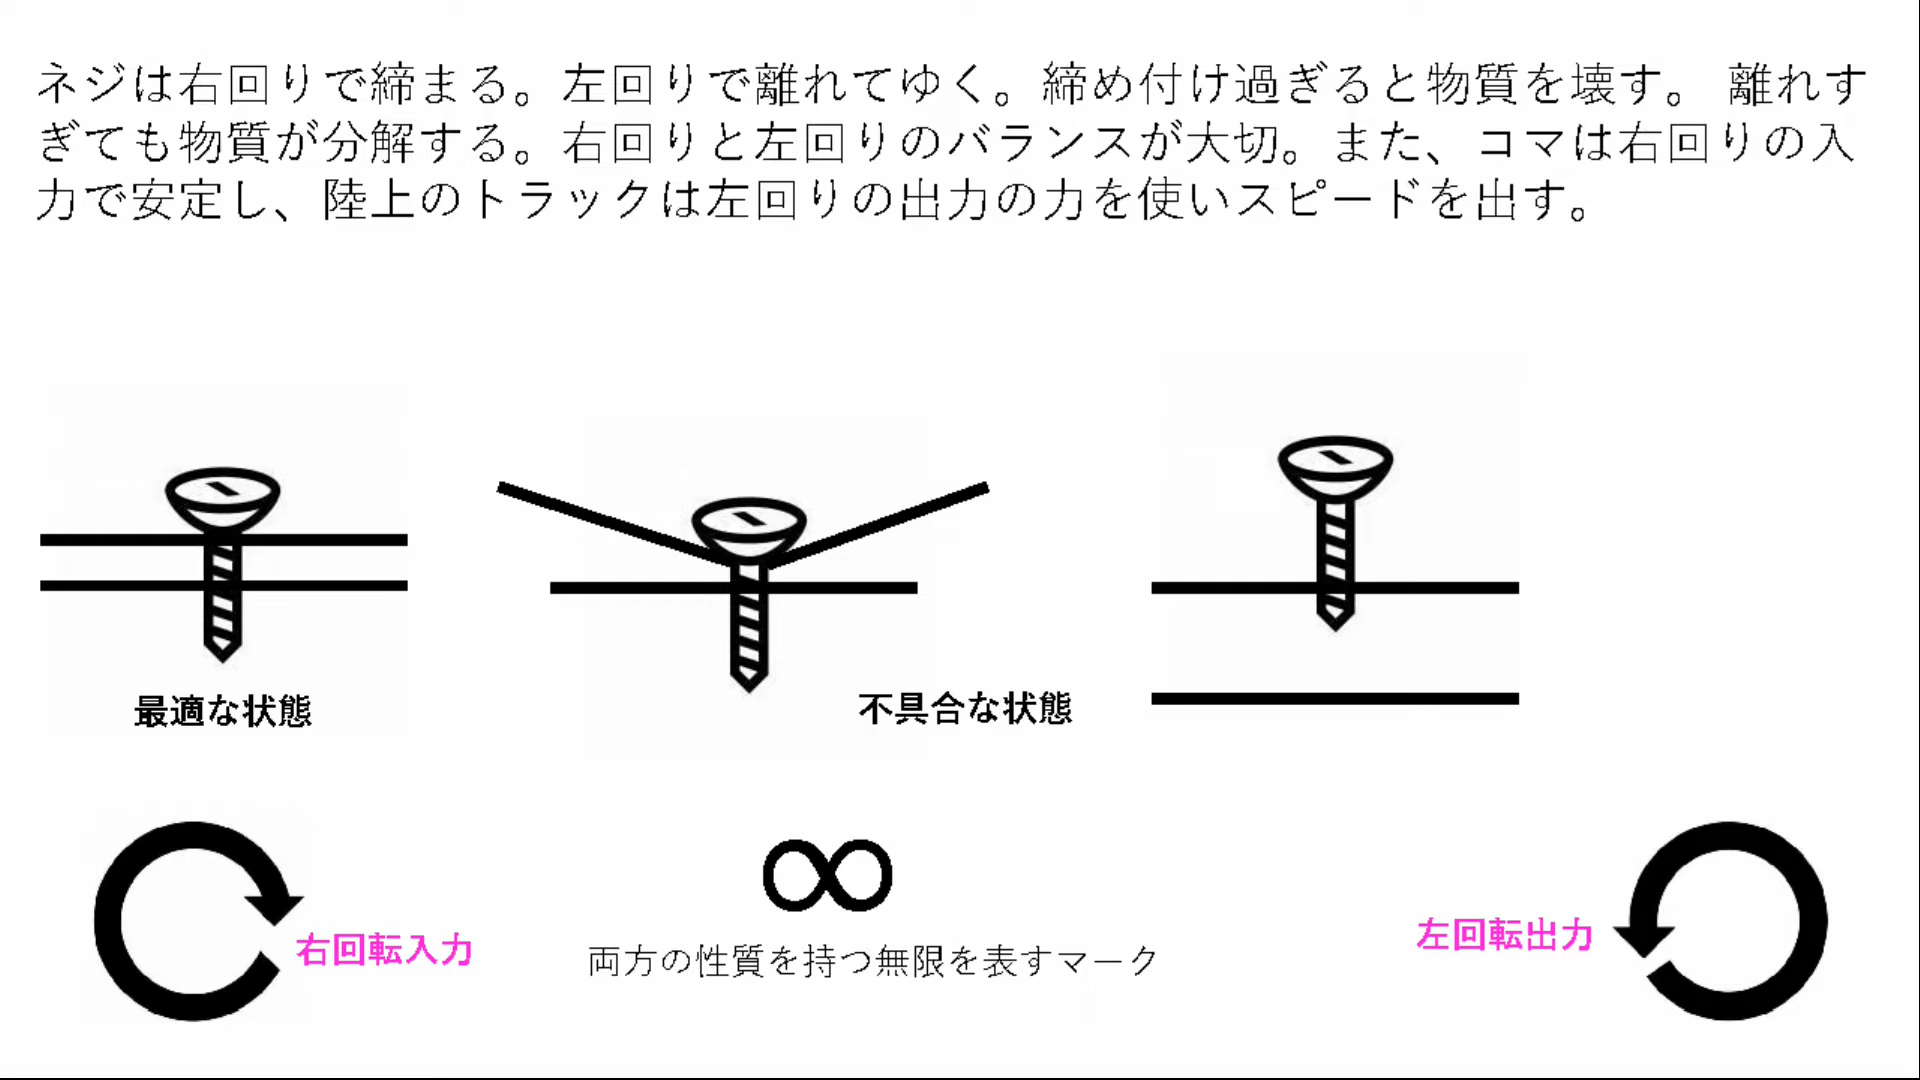 ネジは右回りで締まる。左回りで離れてゆく。締め付け過ぎると物質を壊す。 離れす
ぎても物質が分解する。右回りと左回りのバランスが大切。また、コマは右回りの入
力で安定し、陸上のトラックは左回りの出力の力を使いスピードを出す。
最適な状態
不具合な状態
右回転入力
∞
両方の性質を持つ無限を表すマーク
左回転出力